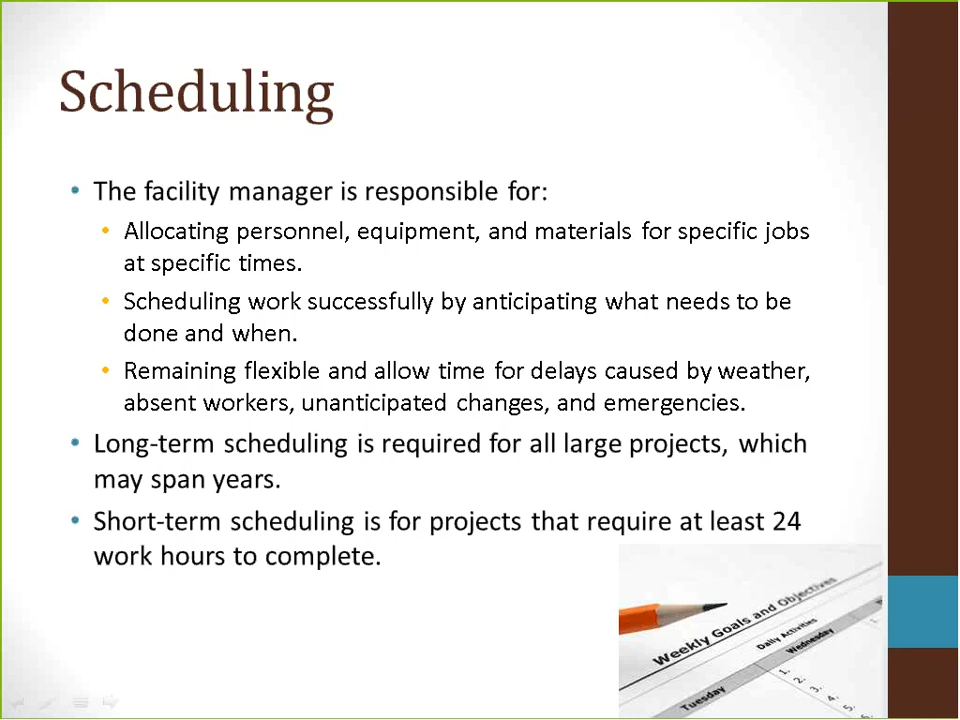 Scheduling
• The facility manager is responsible for:
• Allocating personnel, equipment, and materials for specific jobs
at specific times.
• Scheduling work successfully by anticipating what needs to be
done and when.
• Remaining flexible and allow time for delays caused by weather,
absent workers, unanticipated changes, and emergencies.
• Long-term scheduling is required for all large projects, which
may span years.
• Short-term scheduling is for projects that require at least 24
work hours to complete.
Weekly Goals and Objectives
Daily Activities
Tuesday
Wednesday
1.
2.
3.
4.
5.
6.